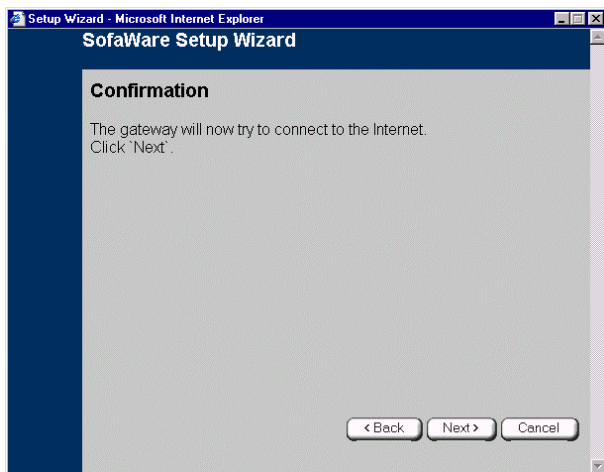 Setup Wizard - Microsoft Internet Explorer
SofaWare Setup Wizard
Confirmation
The gateway will now try to connect to the Internet.
Click `Next`.
< Back Next > Cancel